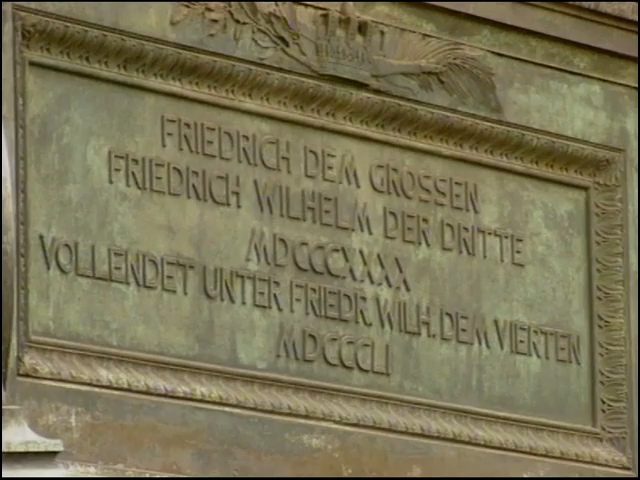 FRIEDRICH DEM GROSSEN
FRIEDRICH WILHELM DER DRITTE
MDCCCXXXX
VOLLENDET UNTER FRIEDR. WILH. DEM VIERTEN
MDCCCLI